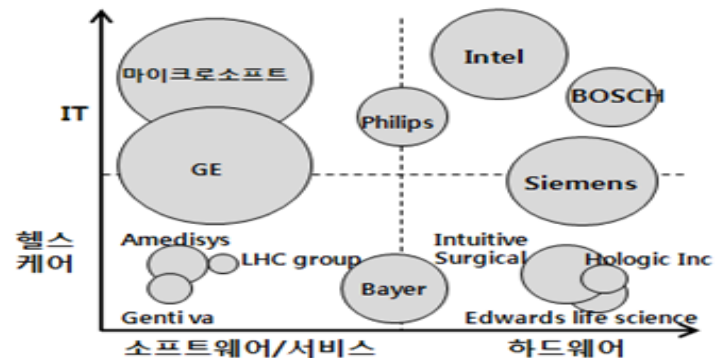 마이크로소프트
Intel
BOSCH
IT
Philips
GE
Siemens
헬스
케어
Amedisys
LHC group
Genti va
Bayer
Intuitive
Surgical
Hologic Inc
Edwards life science
소프트웨어/서비스
하드웨어